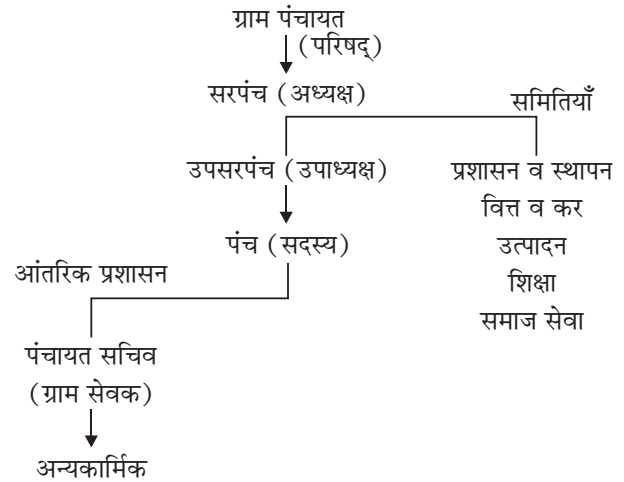 ग्राम पंचायत
(परिषद्)
सरपंच (अध्यक्ष)
समितियाँ
उपसरपंच (उपाध्यक्ष)
प्रशासन व स्थापन
वित्त व कर
उत्पादन
शिक्षा
समाज सेवा
पंच (सदस्य)
आंतरिक प्रशासन
पंचायत सचिव
(ग्राम सेवक)
अन्यकार्मिक